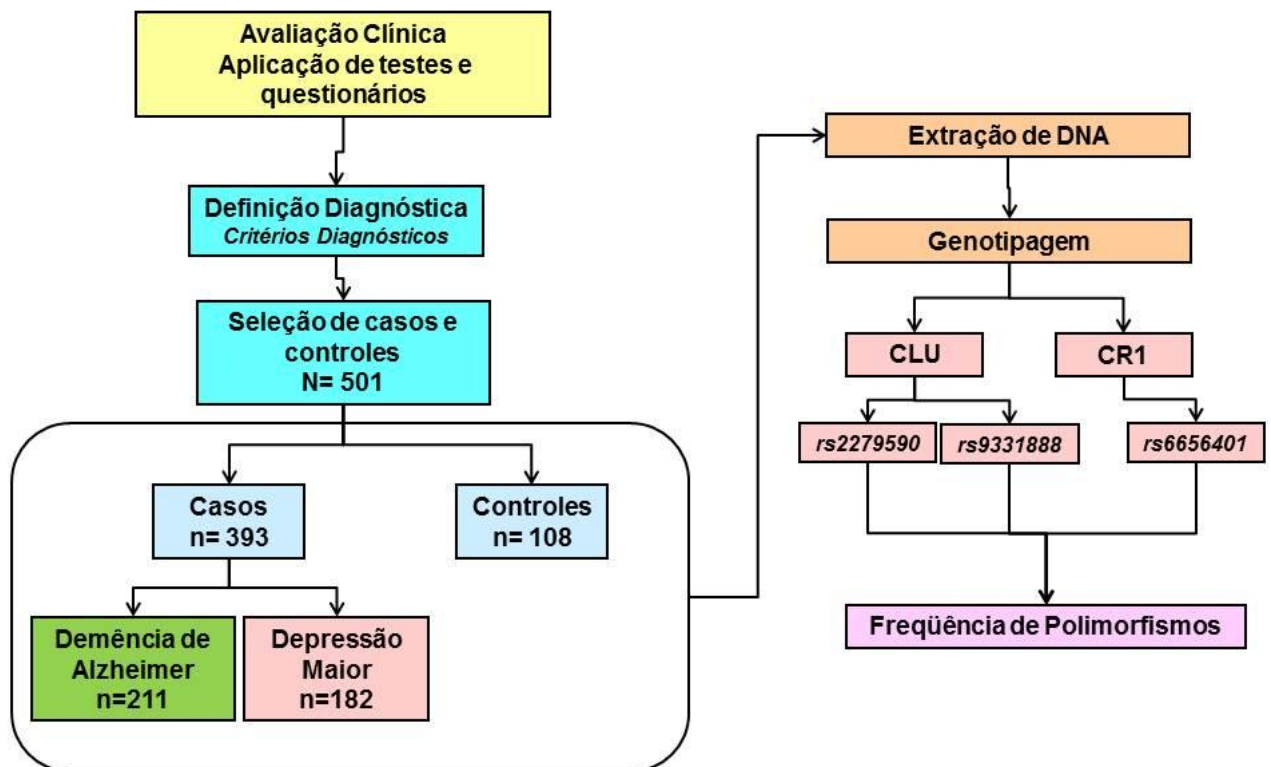 Avaliação Clínica
Aplicação de testes e
questionários
Definição Diagnóstica
Critérios Diagnósticos
Seleção de casos e
controles
N= 501
Casos
n= 393
Controles
n= 108
Demência de
Alzheimer
n=211
Depressão
Maior
n=182
Extração de DNA
Genotipagem
CLU
CR1
rs2279590
rs9331888
rs6656401
Freqüência de Polimorfismos